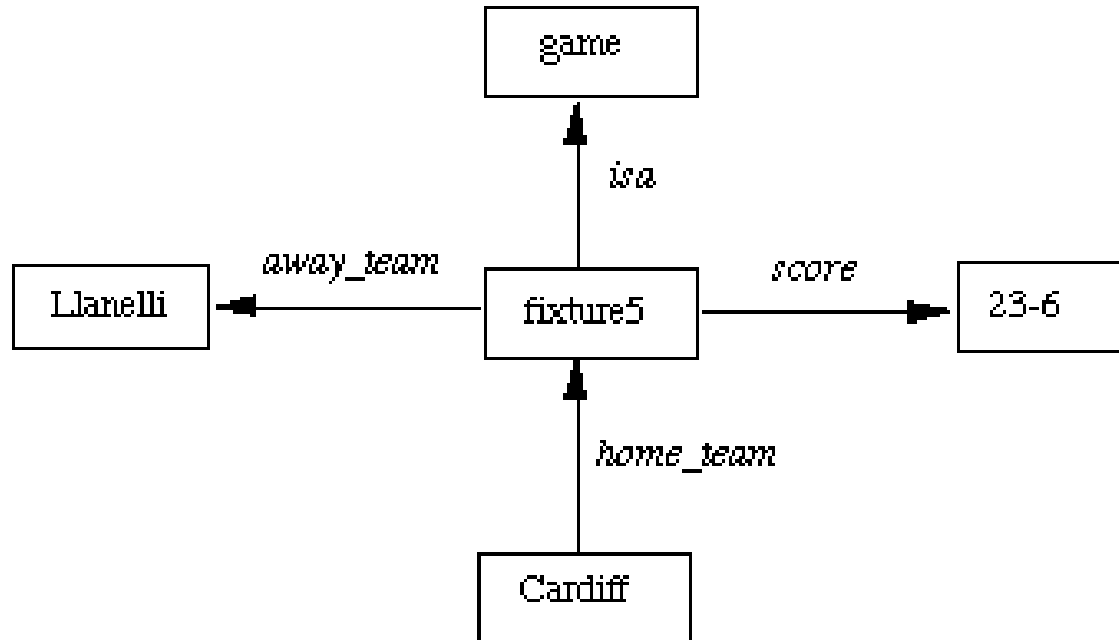 game
isa
away_team
score
Llanelli
fixture5
23-6
home_team
Cardiff